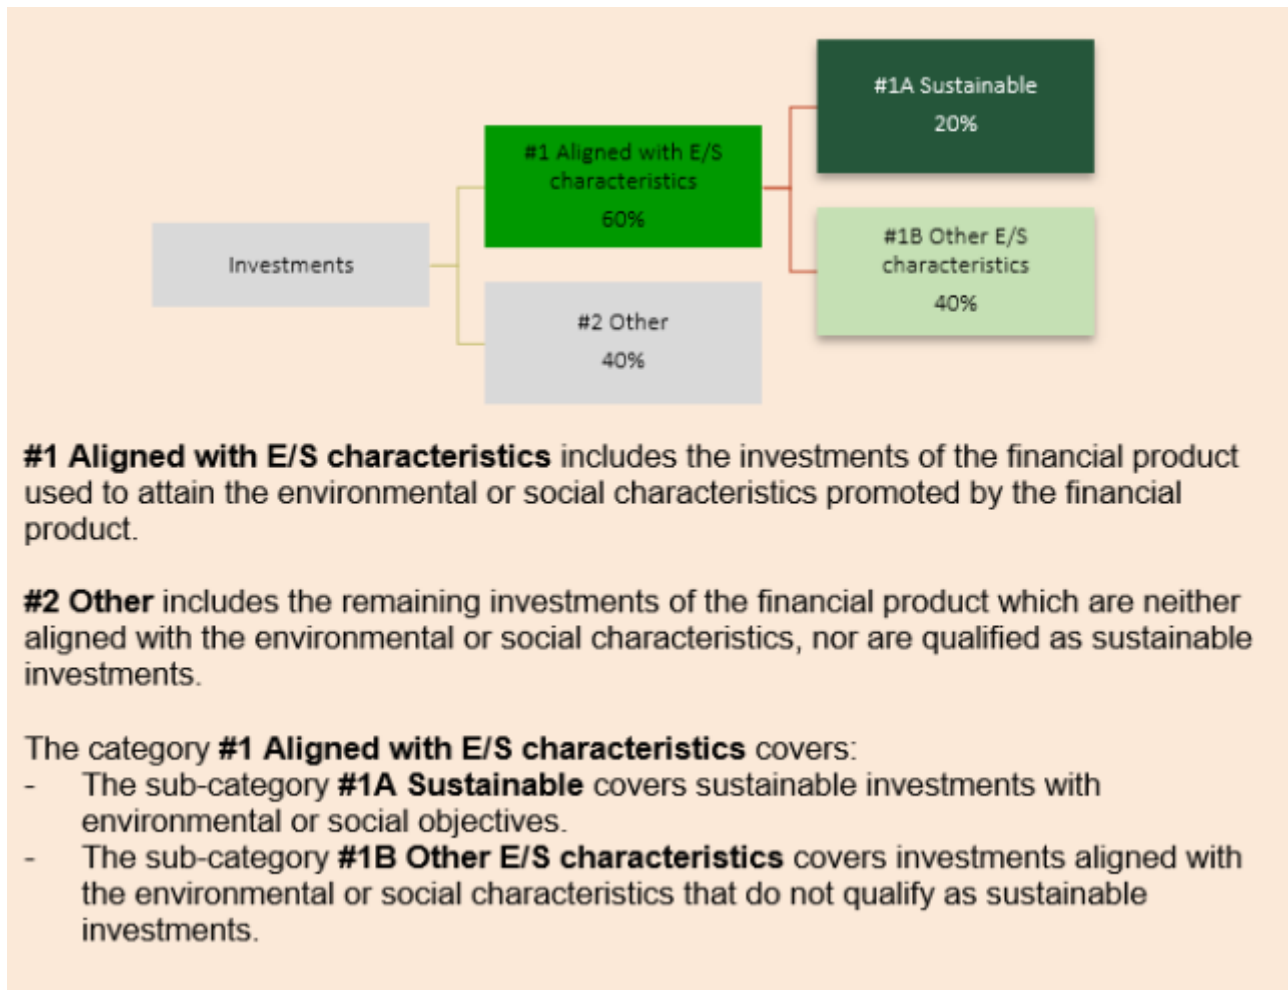 #1A Sustainable
20%
#1 Aligned with E/S
characteristics
60%
#1B Other E/S
characteristics
40%
Investments
#2 Other
40%
#1 Aligned with E/S characteristics includes the investments of the financial product
used to attain the environmental or social characteristics promoted by the financial
product.
#2 Other includes the remaining investments of the financial product which are neither
aligned with the environmental or social characteristics, nor are qualified as sustainable
investments.
The category #1 Aligned with E/S characteristics covers:
- The sub-category #1A Sustainable covers sustainable investments with
environmental or social objectives.
- The sub-category #1B Other E/S characteristics covers investments aligned with
the environmental or social characteristics that do not qualify as sustainable
investments.